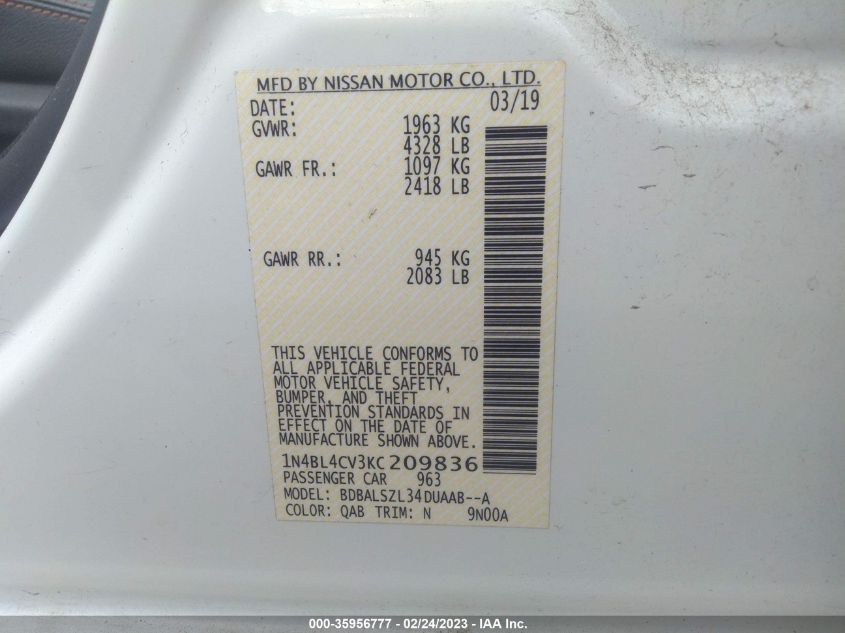 MFD BY NISSAN MOTOR CO., LTD.
DATE: 03/19
GVWR: 1963 KG
4328 LB
GAWR FR.: 1097 KG
2418 LB
GAWR RR.: 945 KG
2083 LB
THIS VEHICLE CONFORMS TO
ALL APPLICABLE FEDERAL
MOTOR VEHICLE SAFETY,
BUMPER, AND THEFT
PREVENTION STANDARDS IN
EFFECT ON THE DATE OF
MANUFACTURE SHOWN ABOVE.
1N4BL4CV3KC209836
PASSENGER CAR 963
MODEL: BDBALSZL34DUAAB--A
COLOR: QAB TRIM: N 9N00A
000-35956777 - 02/24/2023 - IAA Inc.